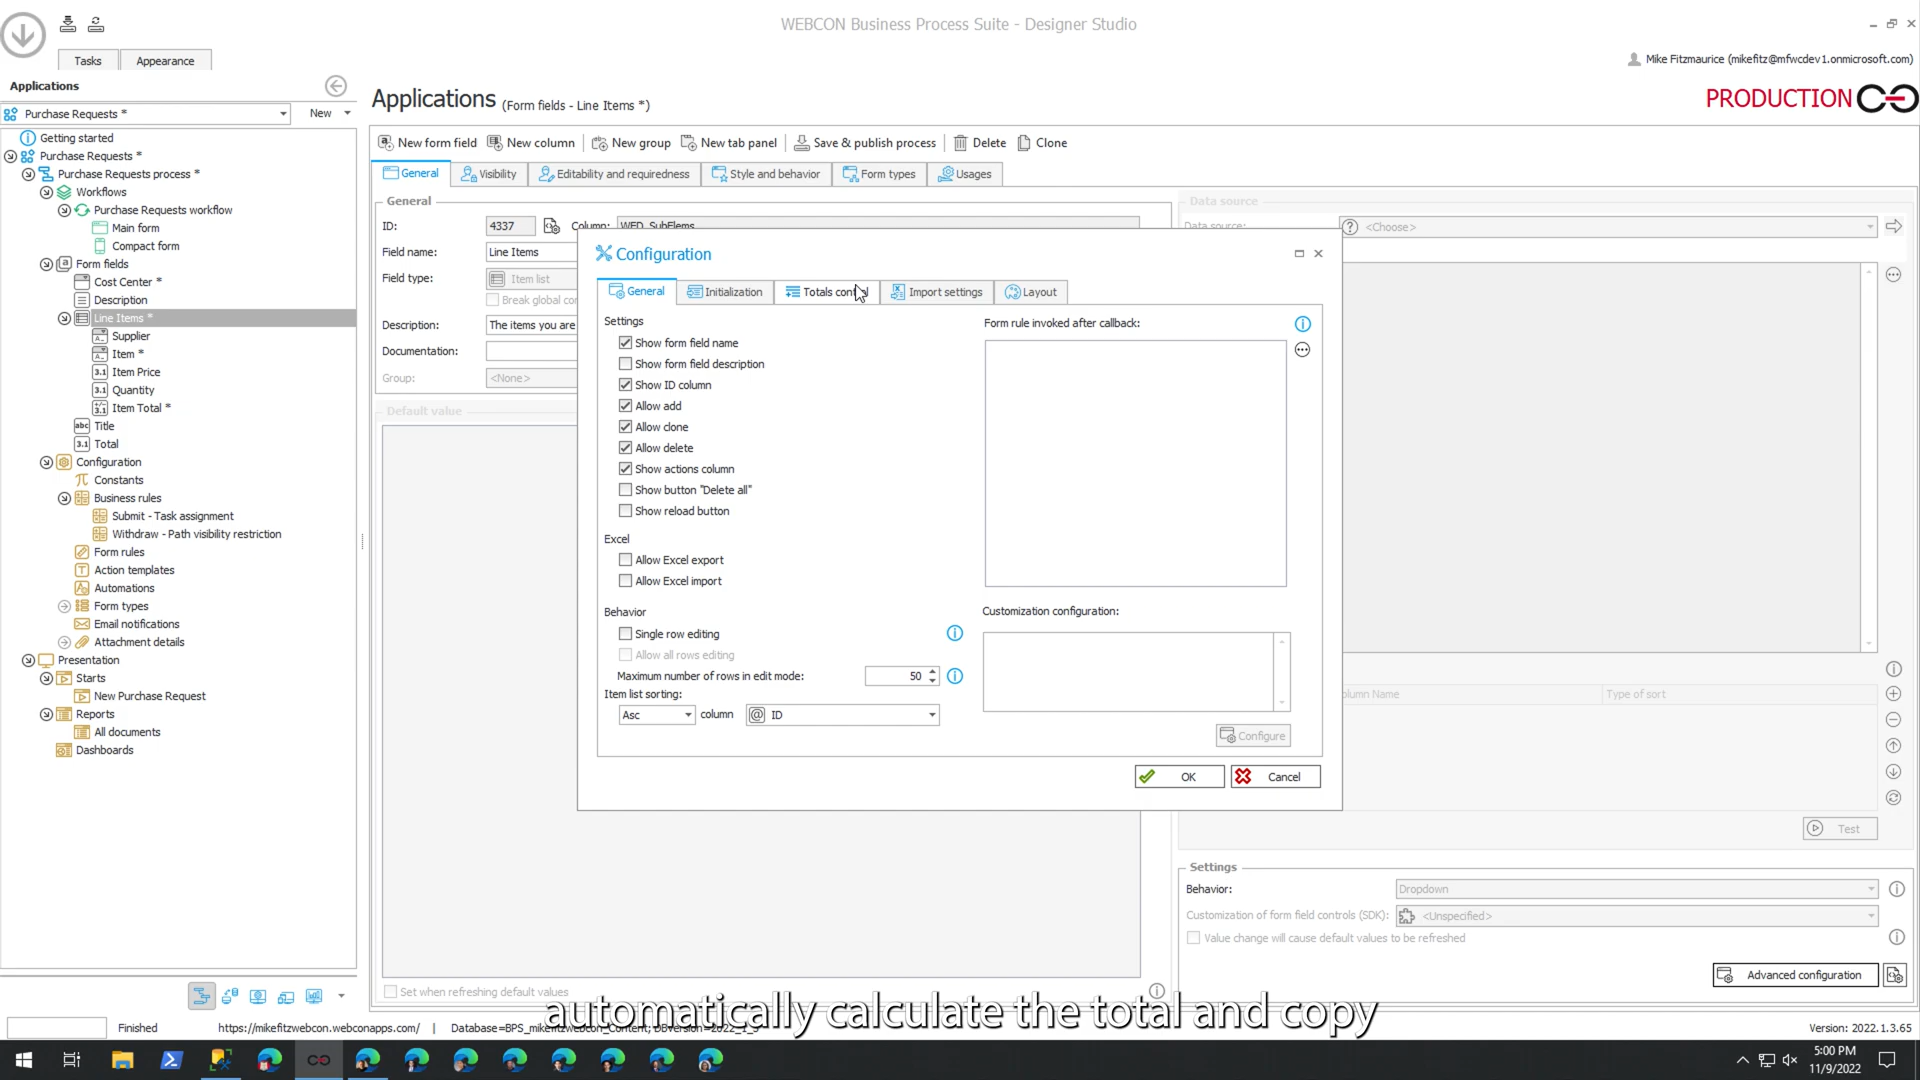 WEBCON Business Process Suite - Designer Studio
Tasks
Appearance
Mike Fitzmaurice (mikefitz@mfwcdev1.onmicrosoft.com)
Applications
Purchase Requests *
New
Applications (Form fields - Line Items *)
PRODUCTION
Getting started
Purchase Requests *
Purchase Requests process *
Workflows
Purchase Requests workflow
Main form
Compact form
Form fields
Cost Center *
Description
Line Items *
Supplier
Item *
Item Price
Quantity
Item Total *
Title
Total
Configuration
Constants
Business rules
Submit - Task assignment
Withdraw - Path visibility restriction
Form rules
Action templates
Automations
Form types
Email notifications
Attachment details
Presentation
Starts
New Purchase Request
Reports
All documents
Dashboards
New form field
New column
New group
New tab panel
Save & publish process
Delete
Clone
General
Visibility
Editability and requiredness
Style and behavior
Form types
Usages
General
ID:
4337
Column:
WFD_SubElems
Field name:
Line Items
Field type:
Item list
Description:
The items you are
Documentation:
Group:
<None>
Default value
Set when refreshing default values
Data source
Data source:
<Choose>
Type of sort
Test
Settings
Behavior:
Dropdown
Customization of form field controls (SDK):
<Unspecified>
Value change will cause default values to be refreshed
Advanced configuration
Configuration
General
Initialization
Import settings
Layout
Settings
Show form field name
Show form field description
Show ID column
Allow add
Allow clone
Allow delete
Show actions column
Show button "Delete all"
Show reload button
Excel
Allow Excel export
Allow Excel import
Behavior
Single row editing
Allow all rows editing
Maximum number of rows in edit mode:
50
Item list sorting:
Asc
column
ID
Form rule invoked after callback:
Customization configuration:
Configure
OK
Cancel
automatically calculate the total and copy
Finished
https://mikefitzwebcon.webconapps.com/
Version: 2022.1.3.65
5:00 PM
11/9/2022